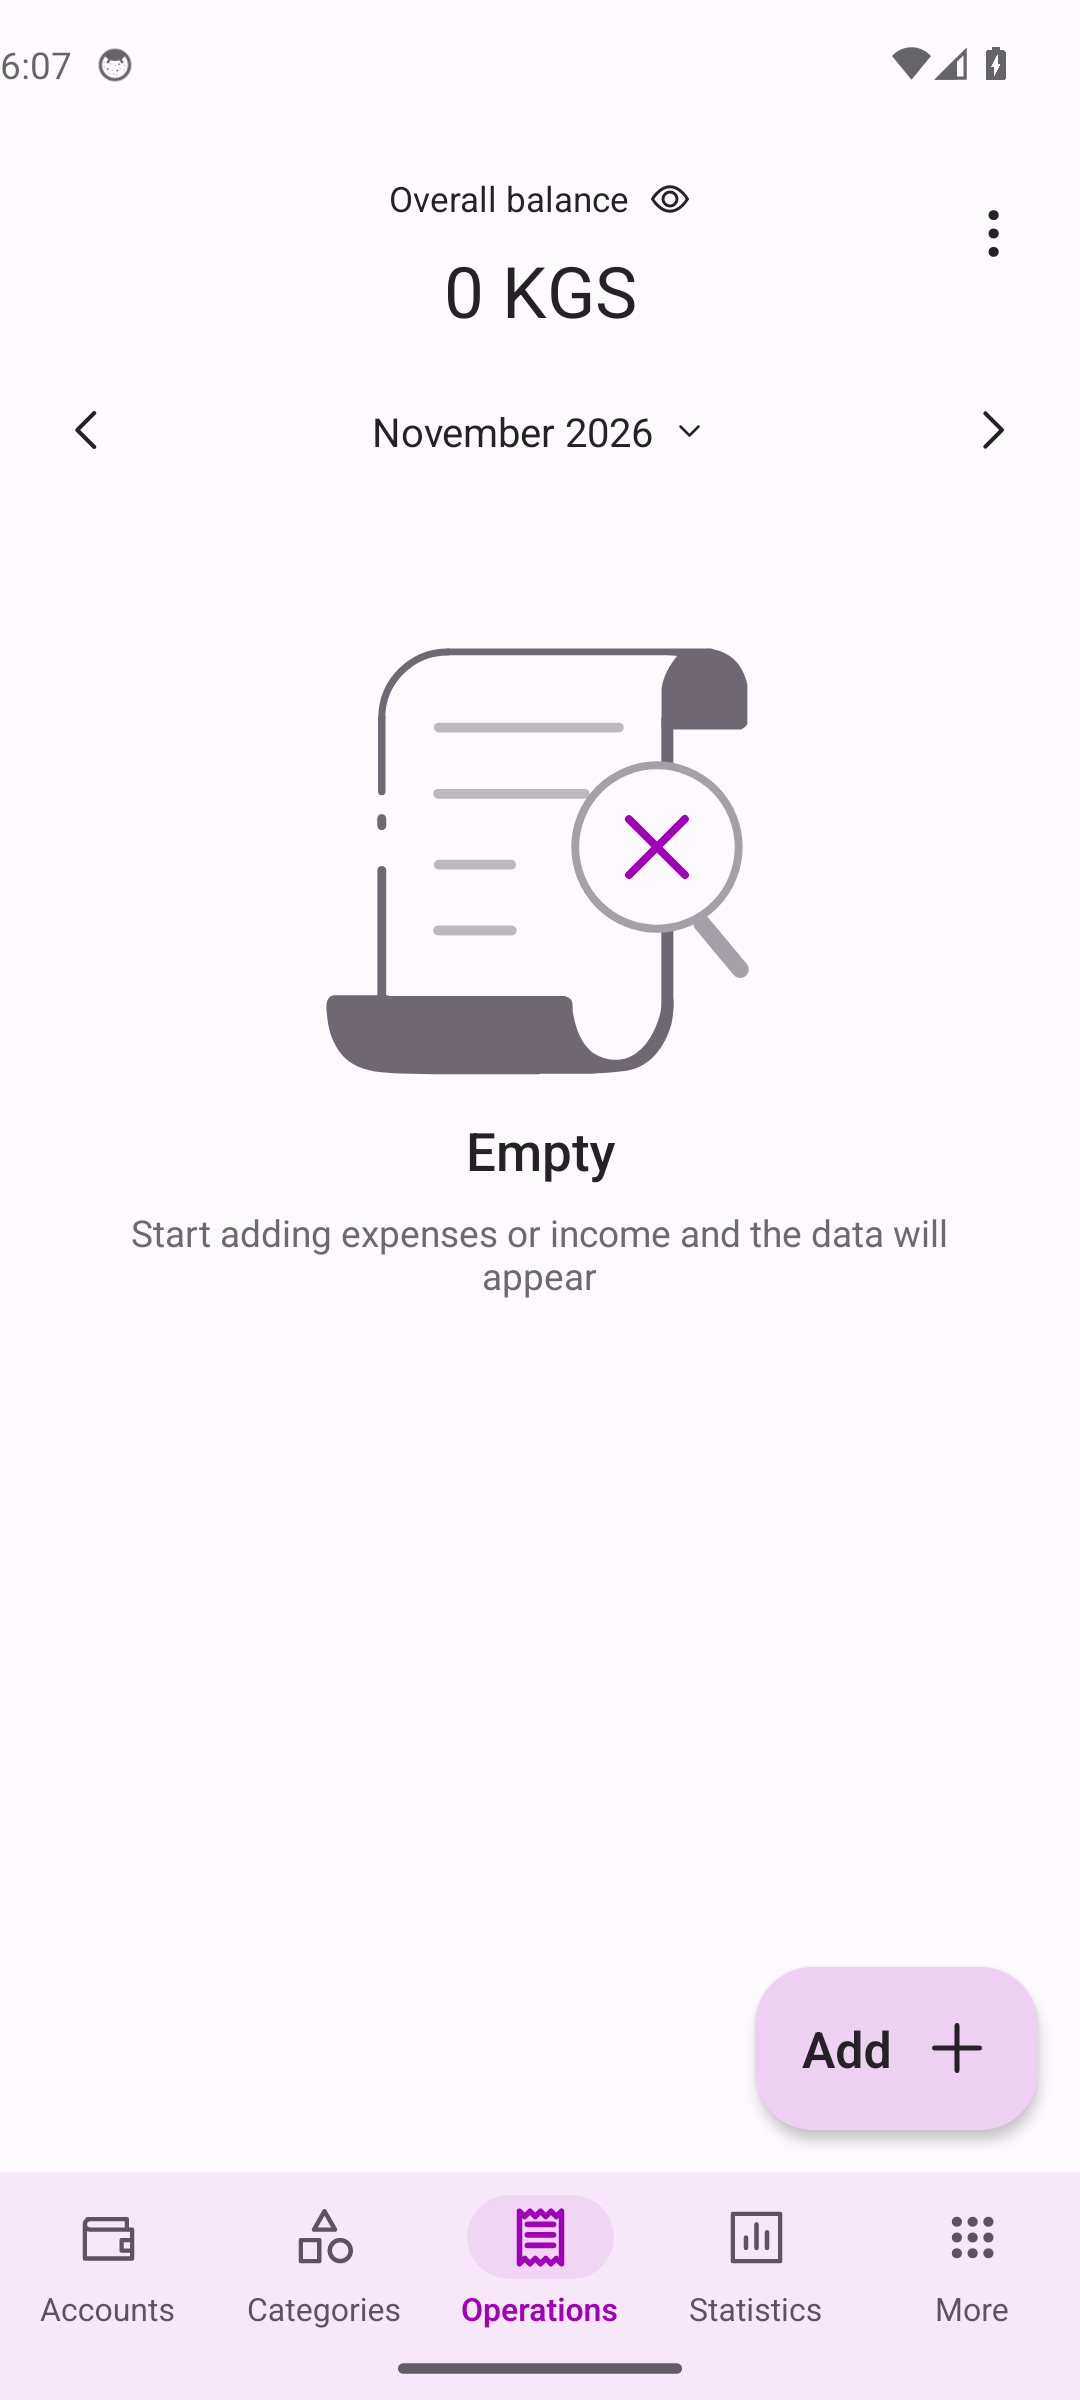 6:07
Overall balance
0 KGS
November 2026
Empty
Start adding expenses or income and the data will
appear
Add
Accounts
Categories
Operations
Statistics
More